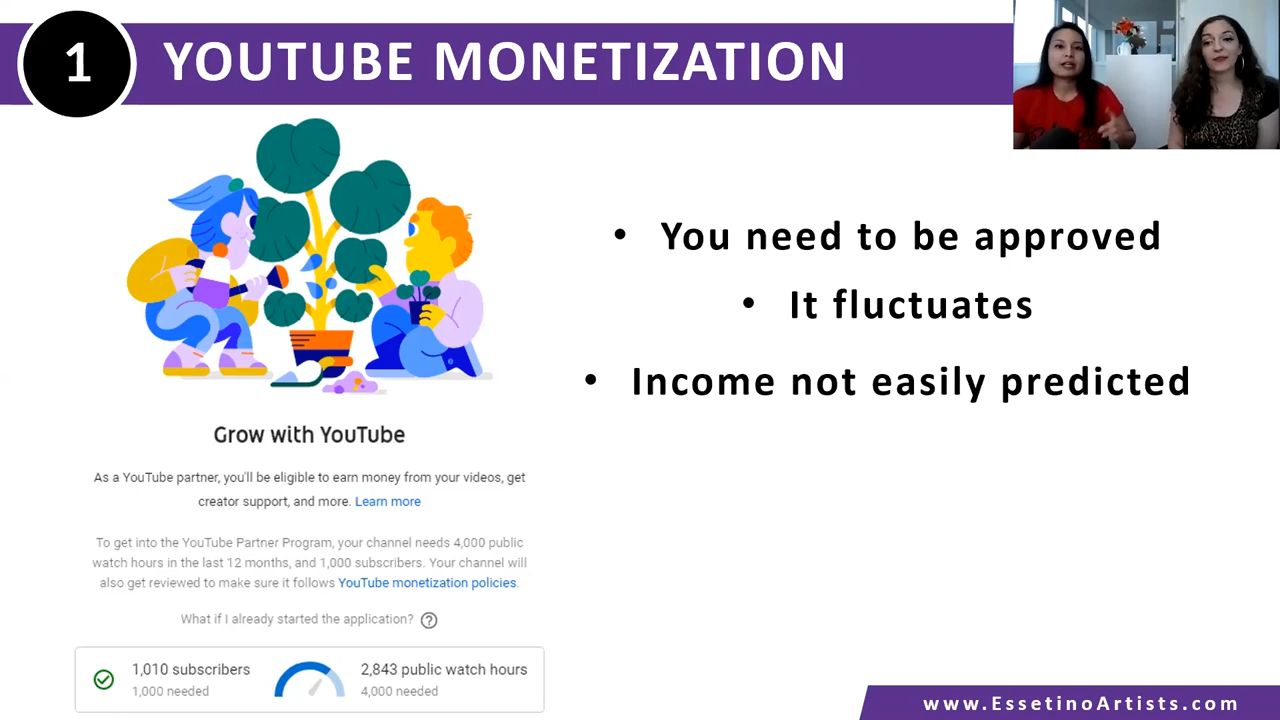 1
YOUTUBE MONETIZATION
• You need to be approved
• It fluctuates
• Income not easily predicted
Grow with YouTube
As a YouTube partner, you'll be eligible to earn money from your videos, get
creator support, and more. Learn more
To get into the YouTube Partner Program, your channel needs 4,000 public
watch hours in the last 12 months, and 1,000 subscribers. Your channel will
also get reviewed to make sure it follows YouTube monetization policies.
What if I already started the application? ?
1,010 subscribers
1,000 needed
2,843 public watch hours
4,000 needed
www.EssetinoArtists.com